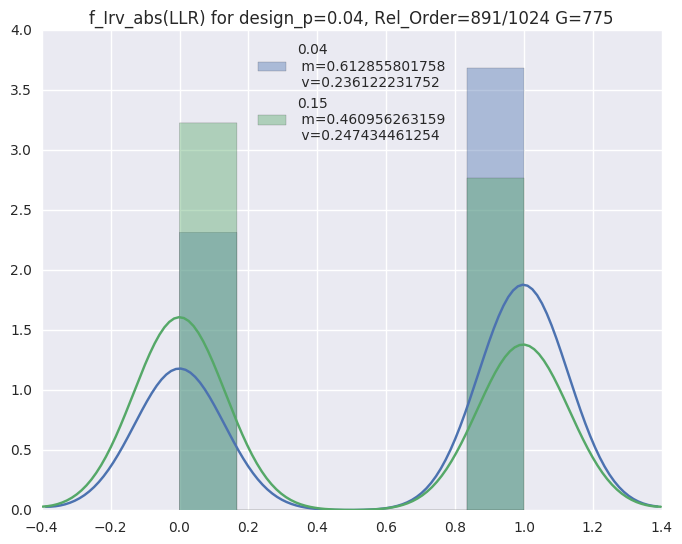 f_Irv_abs(LLR) for design_p=0.04, Rel_Order=891/1024 G=775
4.0
3.5
3.0
2.5
2.0
1.5
1.0
0.5
0.0
0.04
m=0.612855801758
v=0.236122231752
0.15
m=0.460956263159
v=0.247434461254
−0.4 −0.2 0.0 0.2 0.4 0.6 0.8 1.0 1.2 1.4